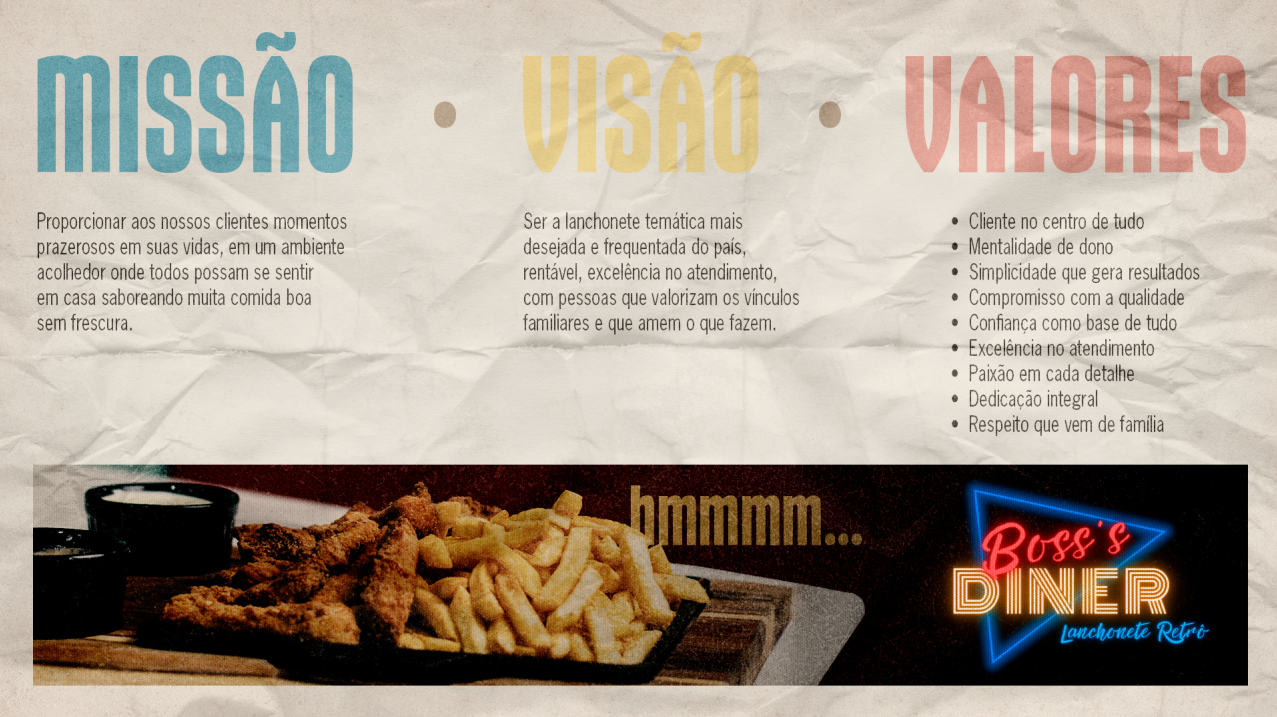 MISSÃO • VISÃO • VALORES
Proporcionar aos nossos clientes momentos
prazerosos em suas vidas, em um ambiente
acolhedor onde todos possam se sentir
em casa saboreando muita comida boa
sem frescura.
Ser a lanchonete temática mais
desejada e frequentada do país,
rentável, excelência no atendimento,
com pessoas que valorizam os vínculos
familiares e que amem o que fazem.
• Cliente no centro de tudo
• Mentalidade de dono
• Simplicidade que gera resultados
• Compromisso com a qualidade
• Confiança como base de tudo
• Excelência no atendimento
• Paixão em cada detalhe
• Dedicação integral
• Respeito que vem de família
hmmmm...
Boss's
DINER
Lanchonete Retrô